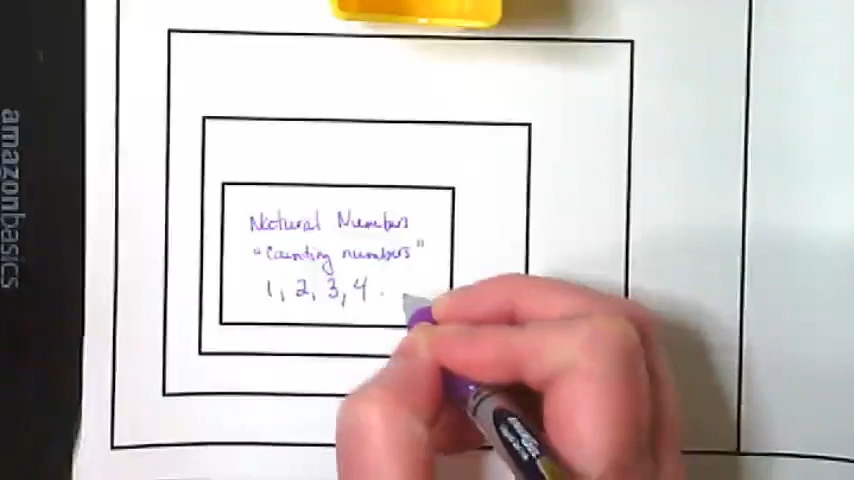 amazonbasics
Natural Numbers
"Counting numbers"
1, 2, 3, 4 .